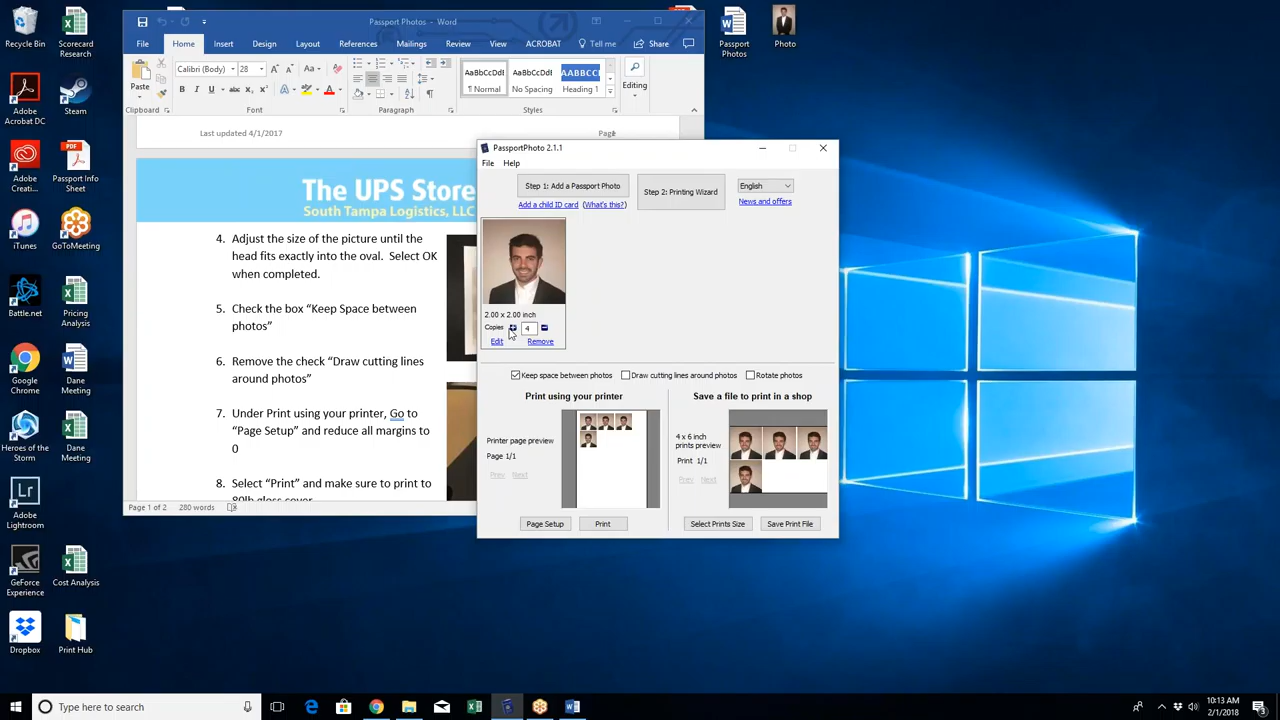 Recycle Bin
Scorecard Research
Adobe Acrobat DC
Steam
Adobe Creati...
Passport Info Sheet
iTunes
GoToMeeting
Battle.net
Pricing Analysis
Google Chrome
Dane Meeting
Heroes of the Storm
Dane Meeting
Adobe Lightroom
GeForce Experience
Cost Analysis
Dropbox
Print Hub
Passport Photos
Photo
Passport Photos - Word
File Home Insert Design Layout References Mailings Review View ACROBAT Tell me Share
Paste
Calibri (Body) 28
AaBbCcDdE AaBbCcDdE AABBCCI
¶ Normal No Spacing Heading 1
Editing
Clipboard Font Paragraph Styles
Last updated 4/1/2017
The UPS Store
South Tampa Logistics, LLC
4. Adjust the size of the picture until the
head fits exactly into the oval. Select OK
when completed.
5. Check the box “Keep Space between
photos”
6. Remove the check “Draw cutting lines
around photos”
7. Under Print using your printer, Go to
“Page Setup” and reduce all margins to
0
8. Select “Print” and make sure to print to
80lb gloss cover
Page 1 of 2 280 words
PassportPhoto 2.1.1
File Help
Step 1: Add a Passport Photo
Step 2: Printing Wizard
English
Add a child ID card (What's this?)
News and offers
2.00 x 2.00 inch
Copies 4
Edit Remove
Keep space between photos Draw cutting lines around photos Rotate photos
Print using your printer
Printer page preview
Page 1/1
Prev Next
Page Setup Print
Save a file to print in a shop
4 x 6 inch
prints preview
Print 1/1
Prev Next
Select Prints Size Save Print File
Type here to search
10:13 AM
2/1/2018